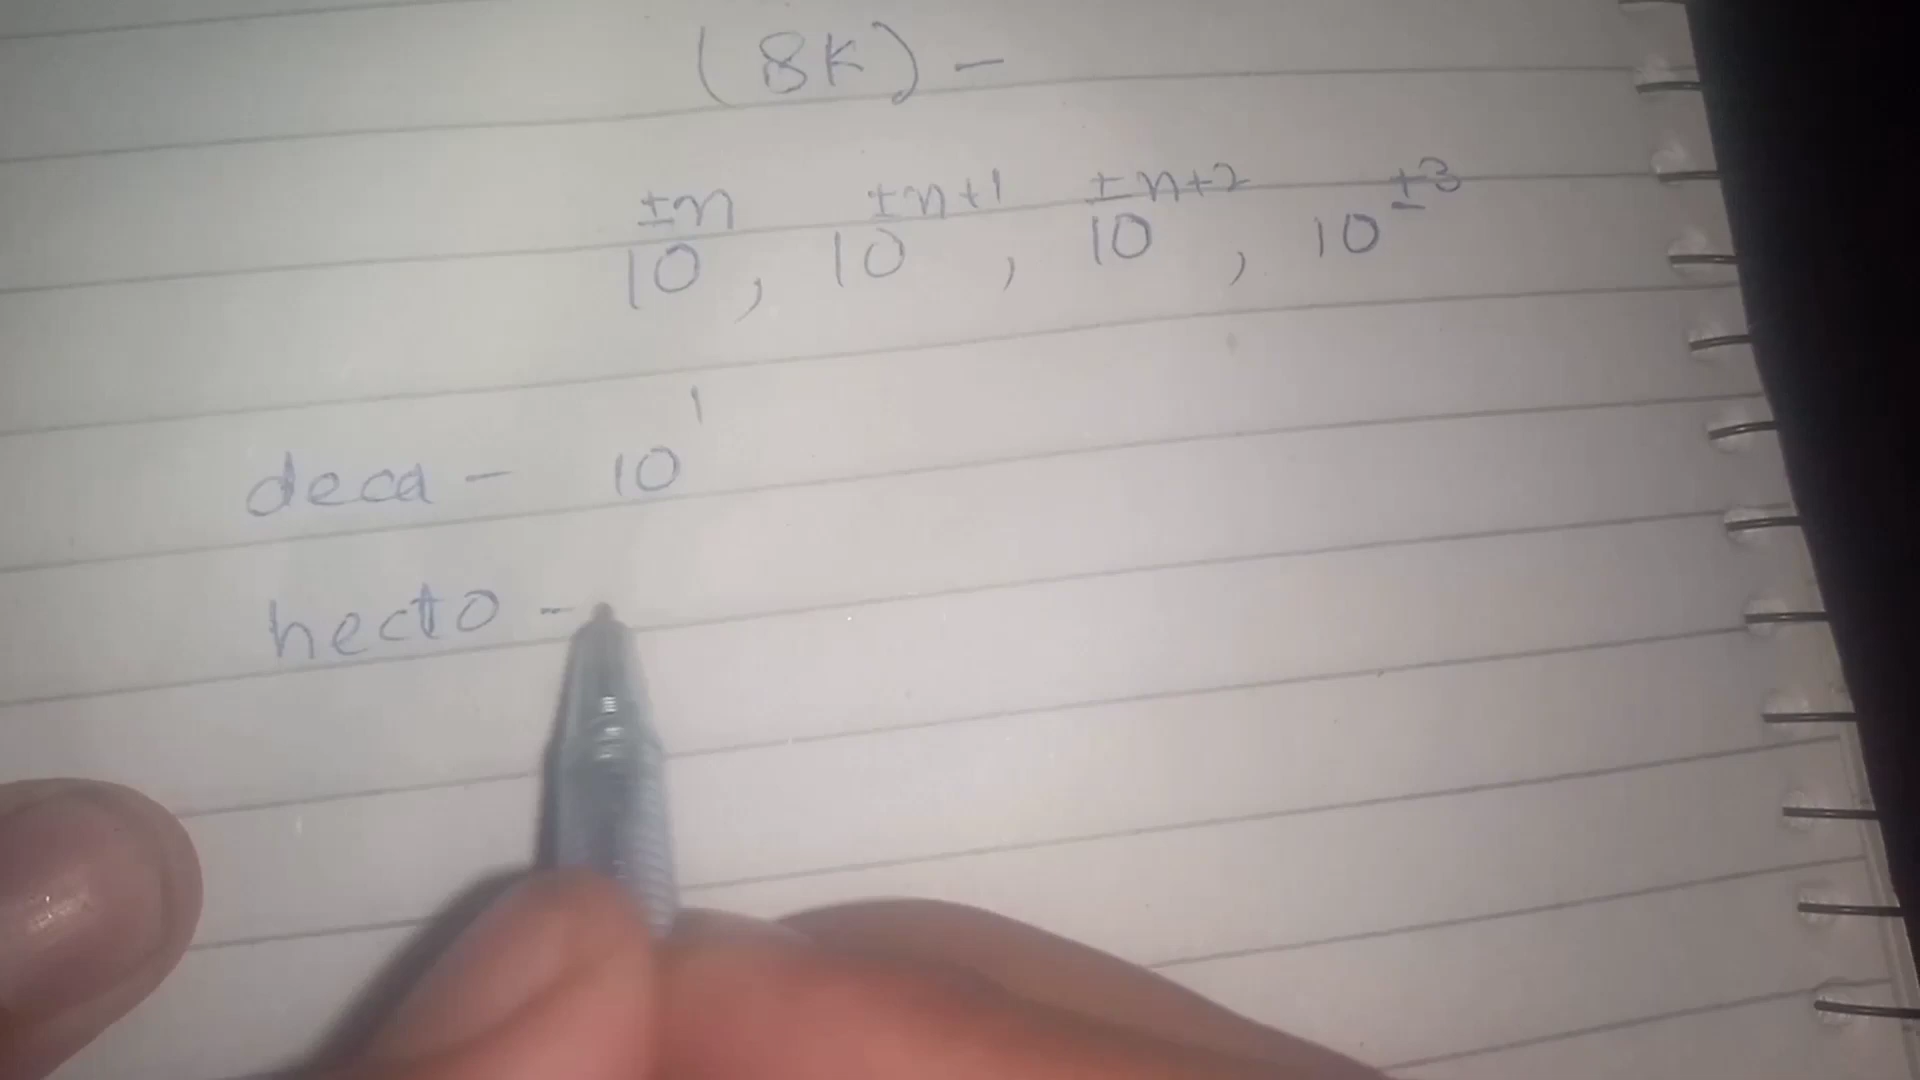 (8K) -
10^±n, 10^±n+1, 10^±n+2, 10^±3
deca - 10^1
hecto -